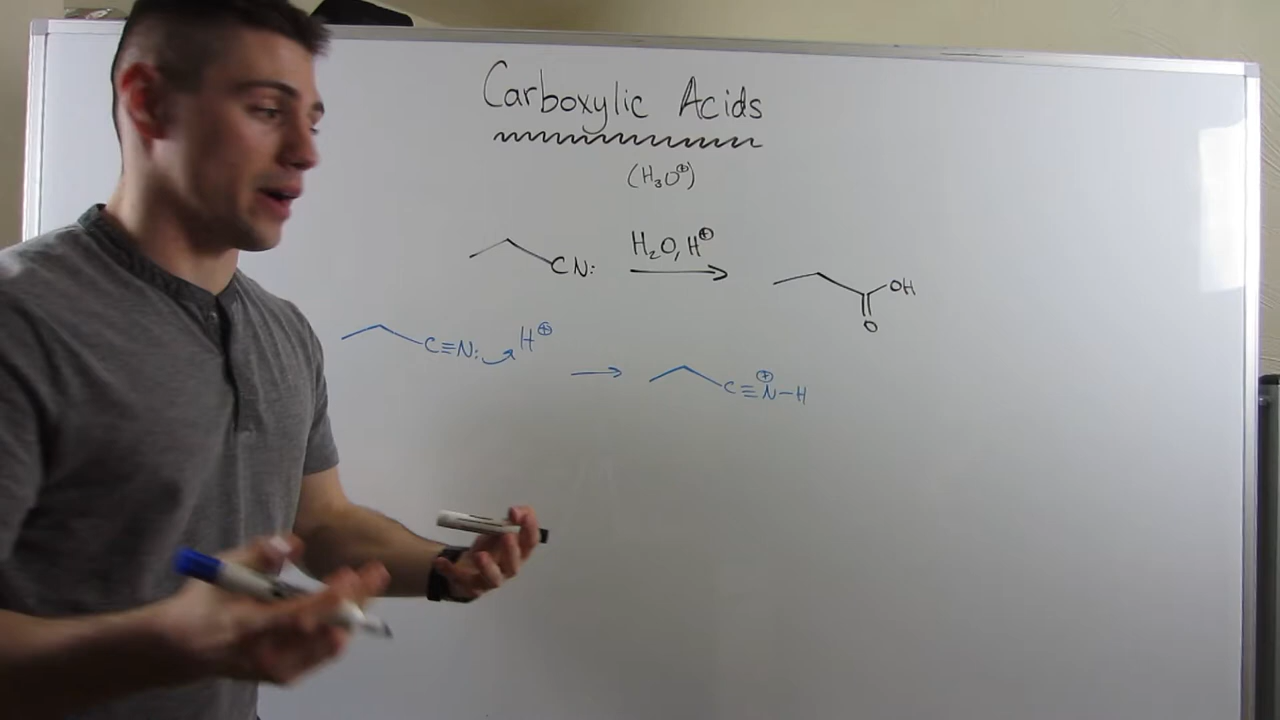 Carboxylic Acids
(H₃O⊕)
CN: H₂O, H⊕ OH
O
C≡N: H⊕
C≡N⊕–H